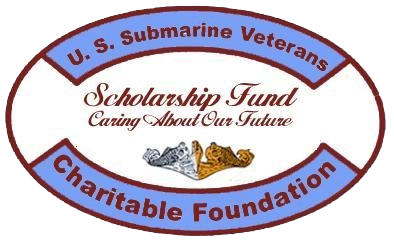 U. S. Submarine Veterans
Scholarship Fund
Caring About Our Future
Charitable Foundation